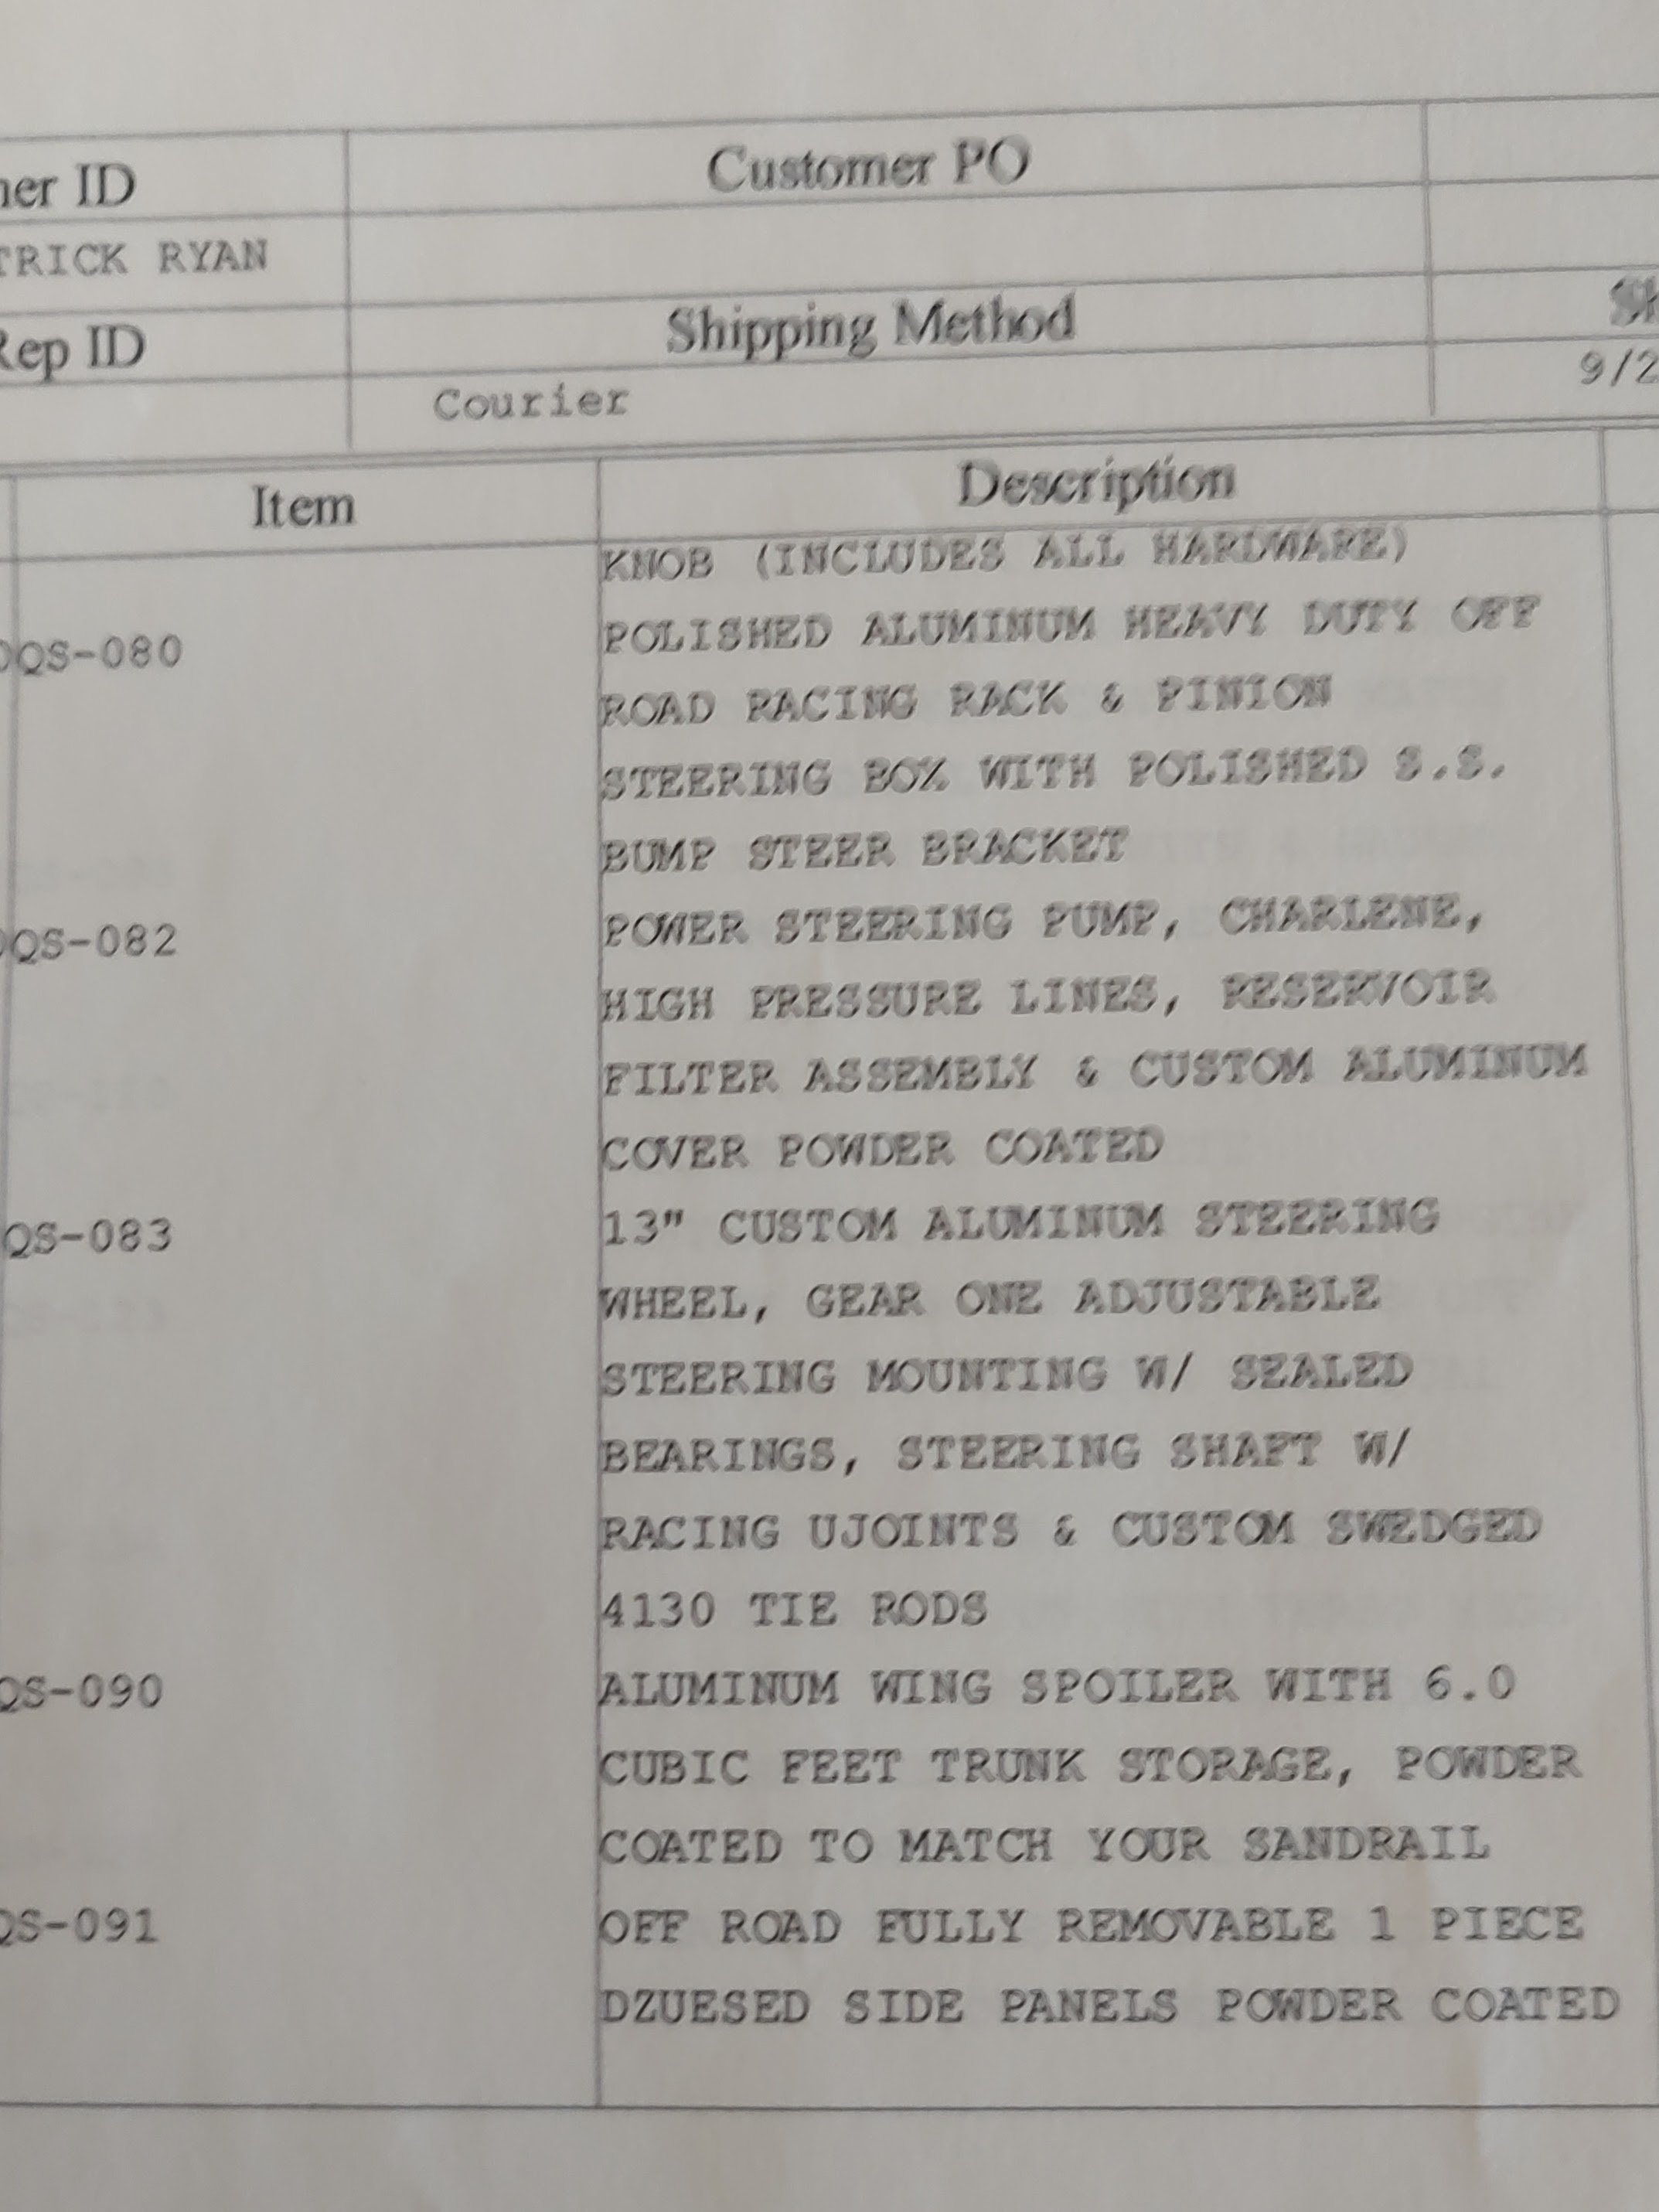 ner ID Customer PO
TRICK RYAN
Rep ID Shipping Method Sh
Courier 9/2
Item Description
KNOB (INCLUDES ALL HARDWARE)
QS-080 POLISHED ALUMINUM HEAVY DUTY OFF
ROAD RACING RACK & PINION
STEERING BOX WITH POLISHED S.S.
BUMP STEER BRACKET
QS-082 POWER STEERING PUMP, CHARLENE,
HIGH PRESSURE LINES, RESERVOIR
FILTER ASSEMBLY & CUSTOM ALUMINUM
COVER POWDER COATED
QS-083 13" CUSTOM ALUMINUM STEERING
WHEEL, GEAR ONE ADJUSTABLE
STEERING MOUNTING W/ SEALED
BEARINGS, STEERING SHAFT W/
RACING UJOINTS & CUSTOM SWEDGED
4130 TIE RODS
QS-090 ALUMINUM WING SPOILER WITH 6.0
CUBIC FEET TRUNK STORAGE, POWDER
COATED TO MATCH YOUR SANDRAIL
QS-091 OFF ROAD FULLY REMOVABLE 1 PIECE
DZUESED SIDE PANELS POWDER COATED